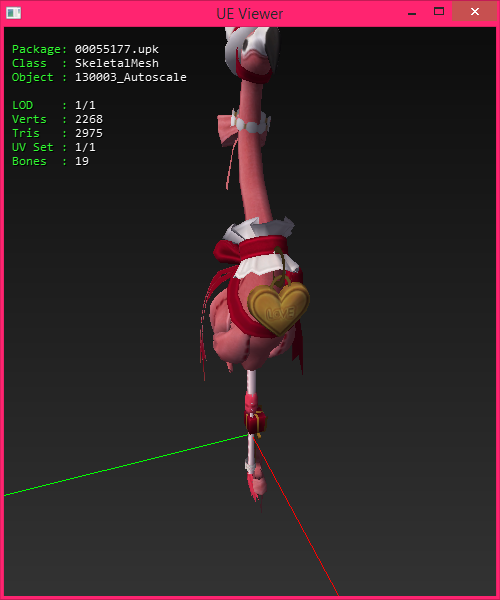 UE Viewer
Package: 00055177.upk
Class : SkeletalMesh
Object : 130003_Autoscale
LOD : 1/1
Verts : 2268
Tris : 2975
UV Set : 1/1
Bones : 19
LOVE